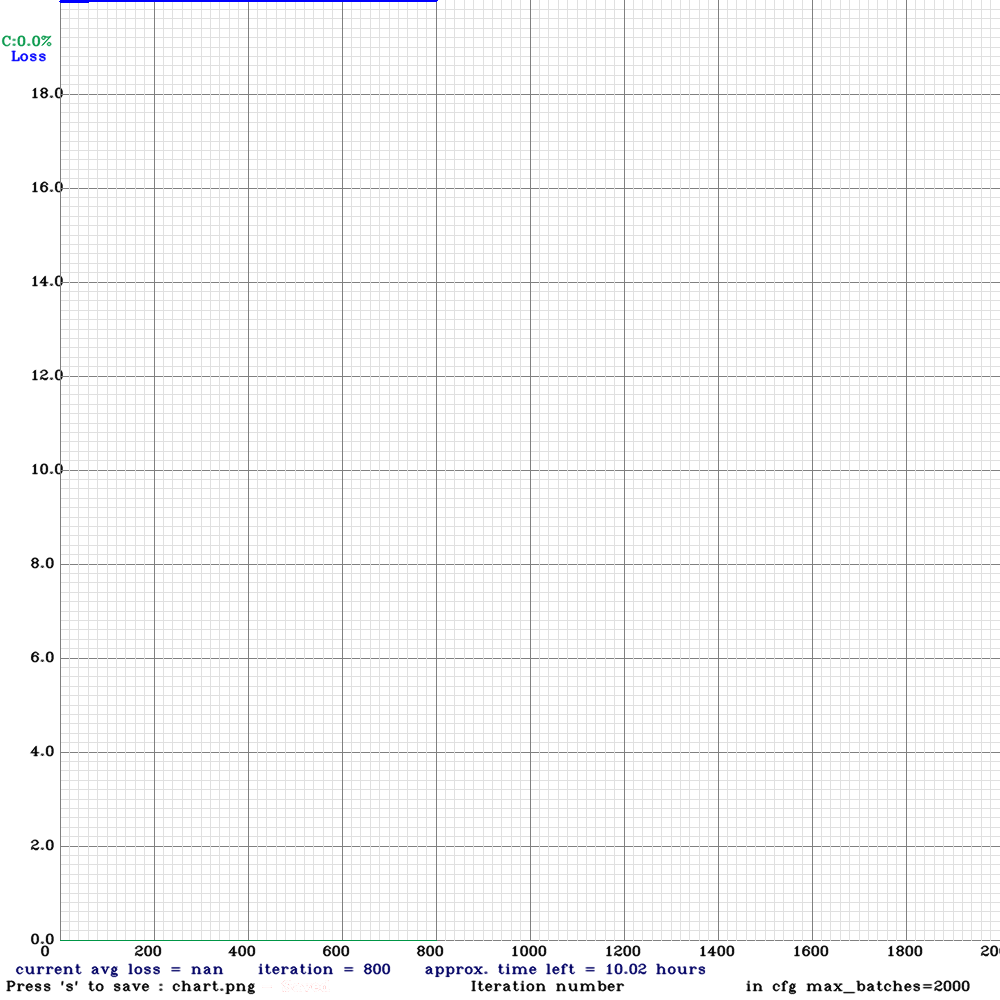 C:0.0%
Loss
18.0
16.0
14.0
12.0
10.0
8.0
6.0
4.0
2.0
0.0
0 200 400 600 800 1000 1200 1400 1600 1800
current avg loss = nan iteration = 800 approx. time left = 10.02 hours
Press 's' to save : chart.png Iteration number in cfg max_batches=2000